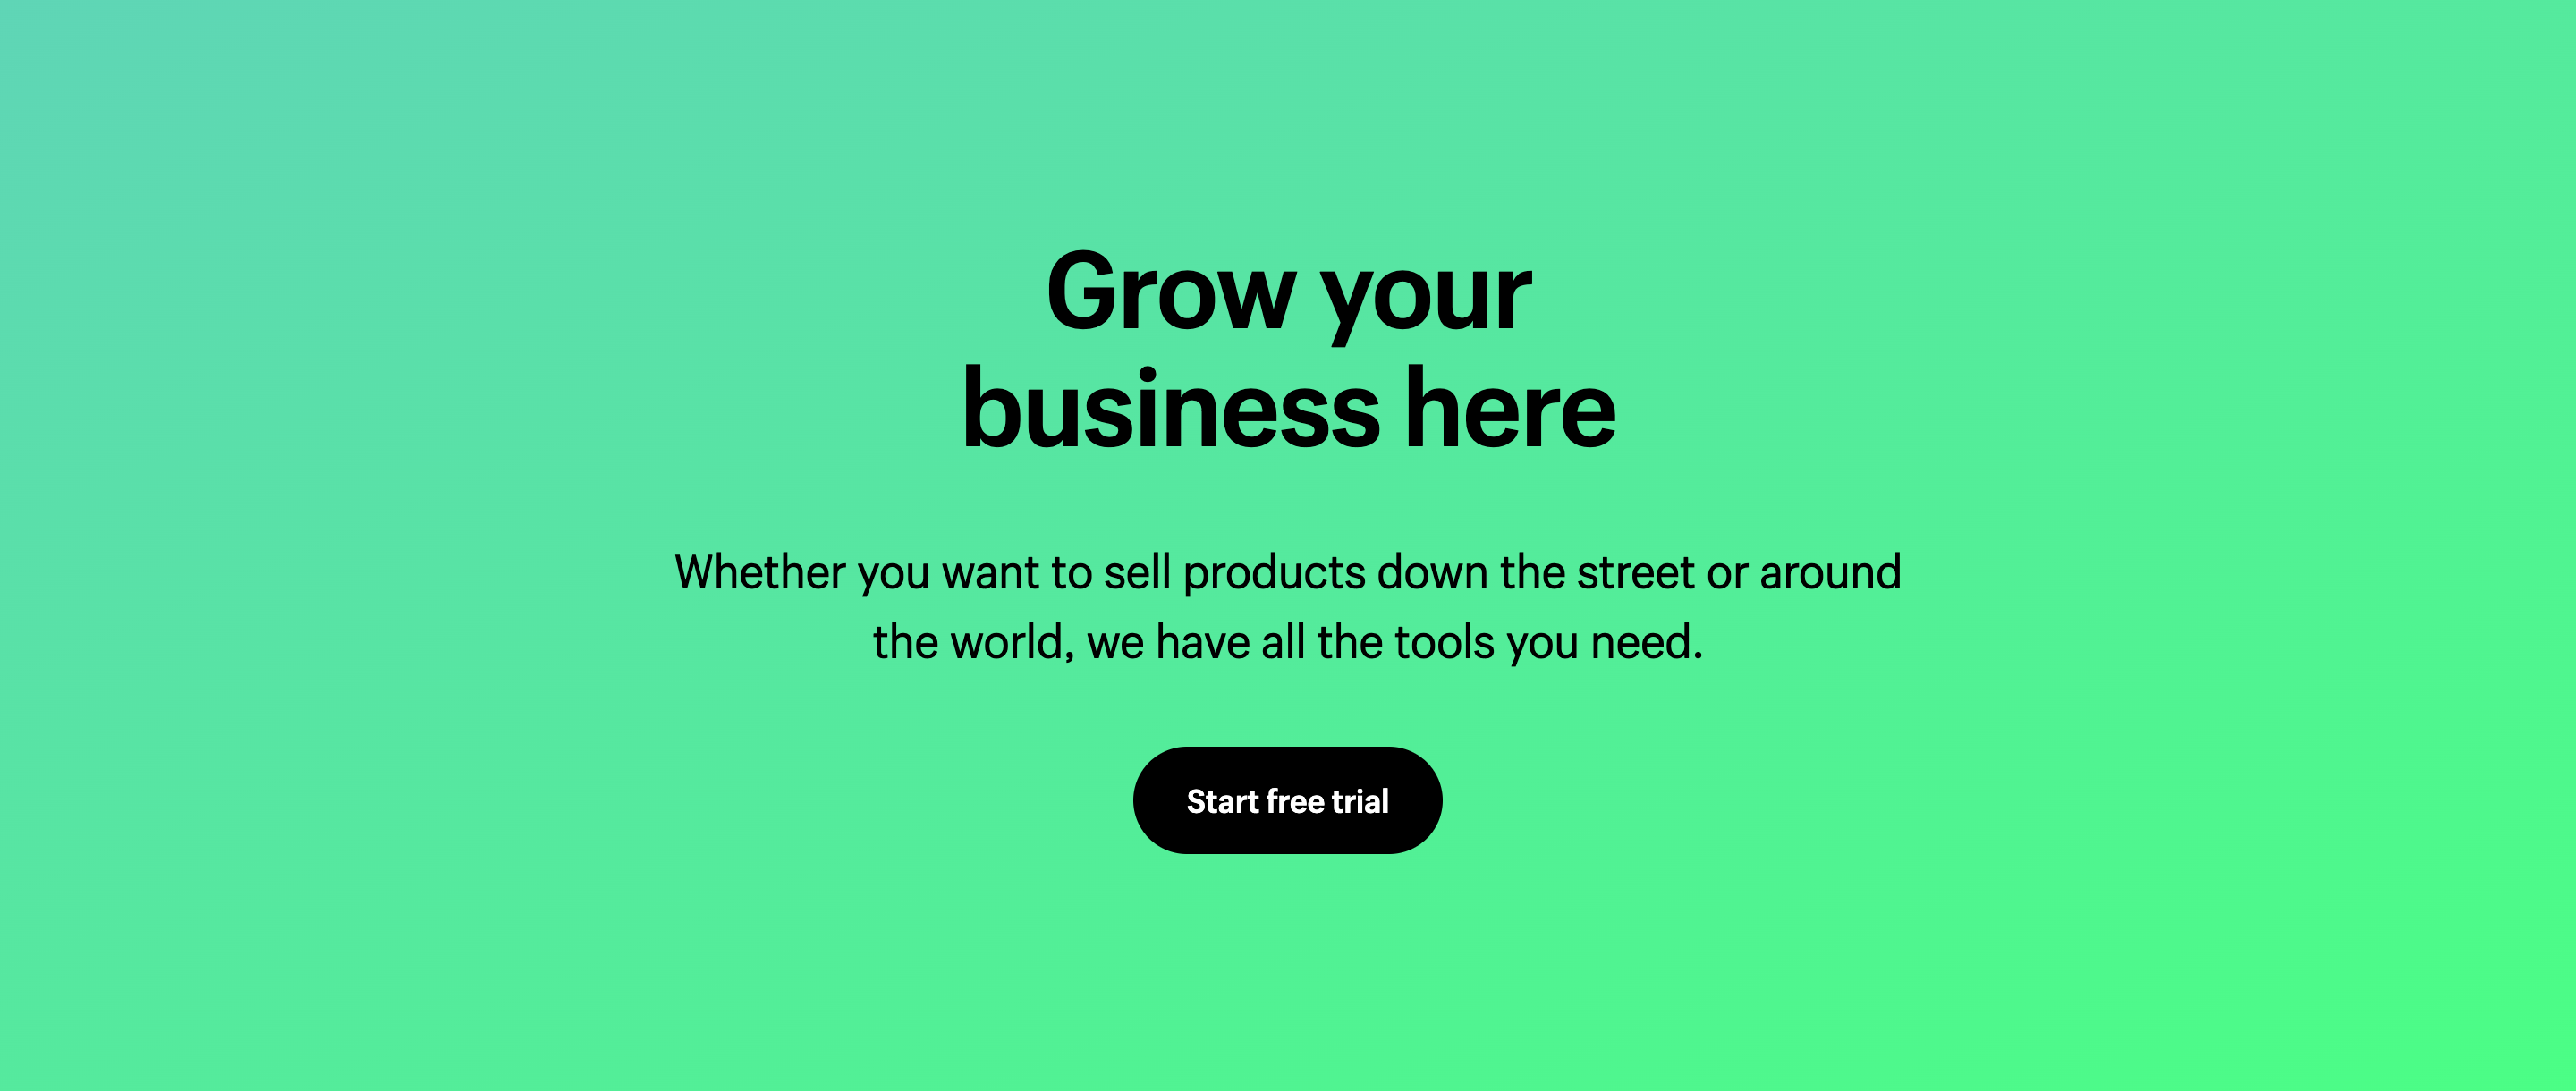 Grow your
business here
Whether you want to sell products down the street or around
the world, we have all the tools you need.
Start free trial